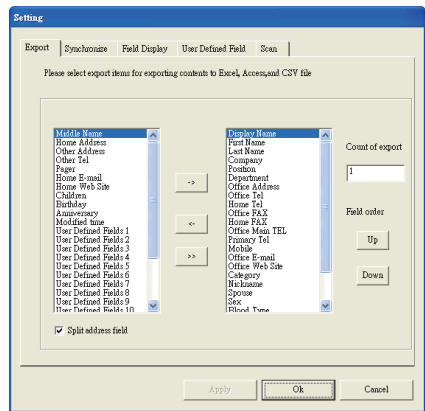 Setting
Export Synchronize Field Display User Defined Field Scan
Please select export items for exporting contents to Excel, Access,and CSV file
Middle Name
Home Address
Other Address
Other Tel
Pager
Home E-mail
Home Web Site
Children
Birthday
Anniversary
Modified time
User Defined Fields 1
User Defined Fields 2
User Defined Fields 3
User Defined Fields 4
User Defined Fields 5
User Defined Fields 6
User Defined Fields 7
User Defined Fields 8
User Defined Fields 9
User Defined Fields 10
->
<-
>>
Display Name
First Name
Last Name
Company
Position
Department
Office Address
Office Tel
Home Tel
Office FAX
Home FAX
Office Main TEL
Primary Tel
Mobile
Office E-mail
Office Web Site
Category
Nickname
Spouse
Sex
Blood Type
Count of export
1
Field order
Up
Down
Split address field
Apply Ok Cancel